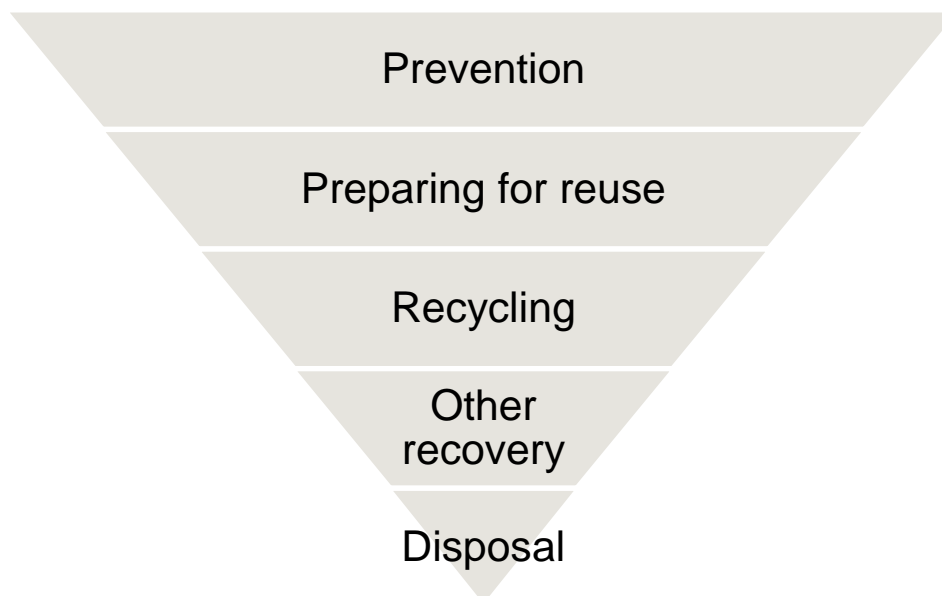 Prevention
Preparing for reuse
Recycling
Other
recovery
Disposal